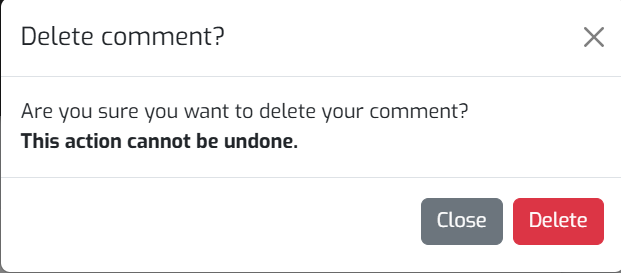 Delete comment?
Are you sure you want to delete your comment?
This action cannot be undone.
Close Delete